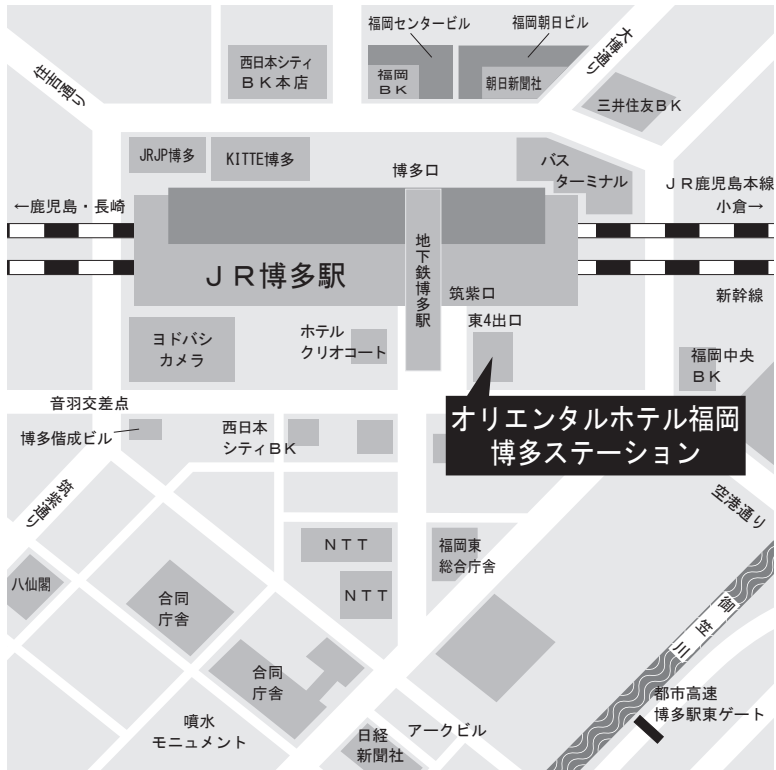 福岡センタービル
福岡朝日ビル
大博通り
住吉通り
西日本シティ
ＢＫ本店
福岡
ＢＫ
朝日新聞社
三井住友ＢＫ
JRJP博多
KITTE博多
博多口
バス
ターミナル
ＪＲ鹿児島本線
小倉→
←鹿児島・長崎
地下鉄博多駅
ＪＲ博多駅
筑紫口
新幹線
東4出口
ヨドバシ
カメラ
ホテル
クリオコート
福岡中央
ＢＫ
音羽交差点
オリエンタルホテル福岡
博多ステーション
博多偕成ビル
西日本
シティＢＫ
筑紫通り
空港通り
ＮＴＴ
福岡東
総合庁舎
八仙閣
合同
庁舎
ＮＴＴ
御笠川
合同
庁舎
都市高速
博多駅東ゲート
噴水
モニュメント
日経
新聞社
アークビル